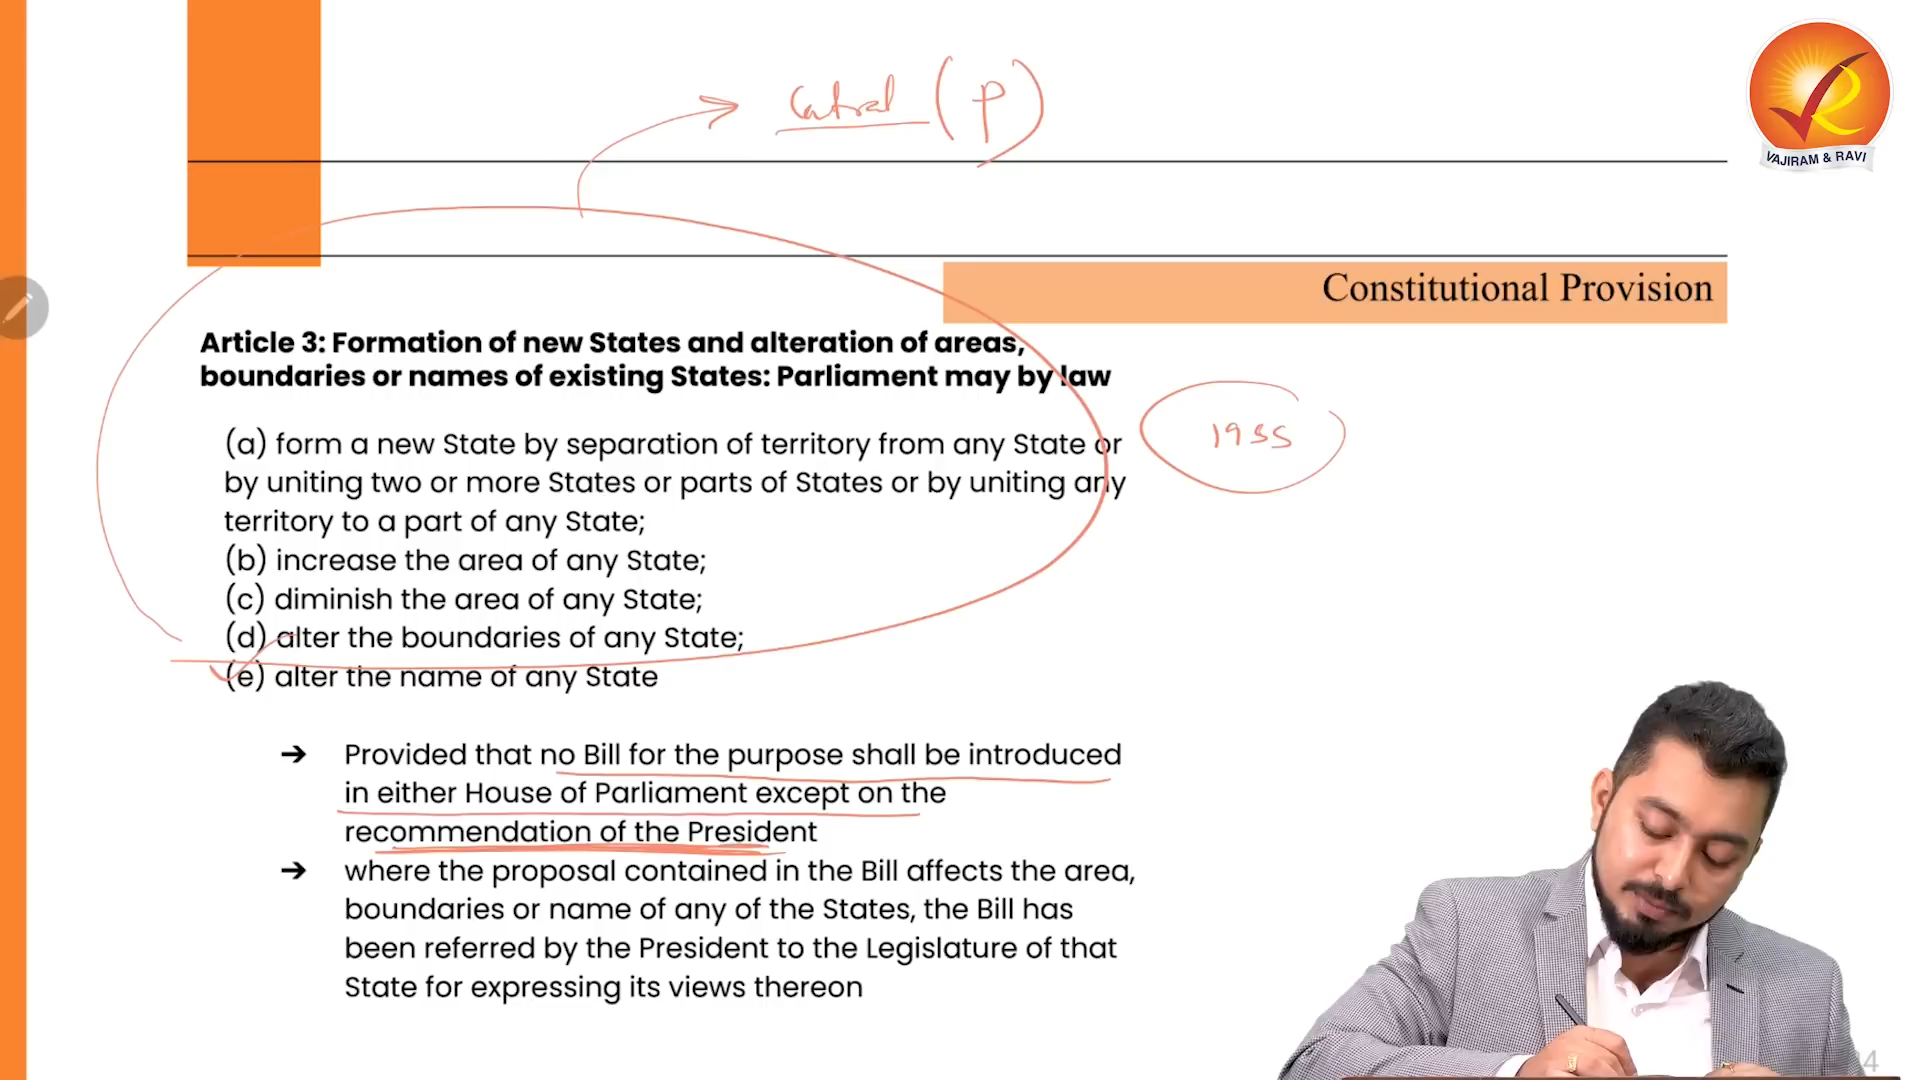 (P)
VAJIRAM & RAVI
Constitutional Provision
Article 3: Formation of new States and alteration of areas,
boundaries or names of existing States: Parliament may by law
(a) form a new State by separation of territory from any State or
by uniting two or more States or parts of States or by uniting any
territory to a part of any State;
1955
(b) increase the area of any State;
(c) diminish the area of any State;
(d) alter the boundaries of any State;
(e) alter the name of any State
→ Provided that no Bill for the purpose shall be introduced
in either House of Parliament except on the
recommendation of the President
→ where the proposal contained in the Bill affects the area,
boundaries or name of any of the States, the Bill has
been referred by the President to the Legislature of that
State for expressing its views thereon